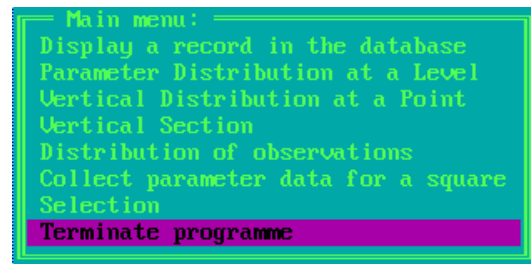 Main menu:
Display a record in the database
Parameter Distribution at a Level
Vertical Distribution at a Point
Vertical Section
Distribution of observations
Collect parameter data for a square
Selection
Terminate programme